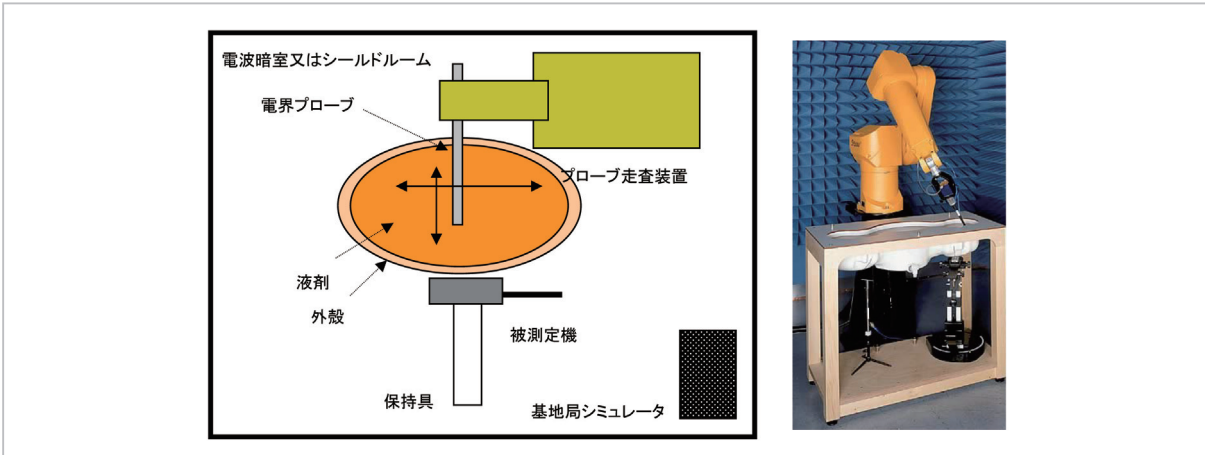 電波暗室又はシールドルーム
電界プローブ
プローブ走査装置
液剤
外殻
被測定機
保持具
基地局シミュレータ